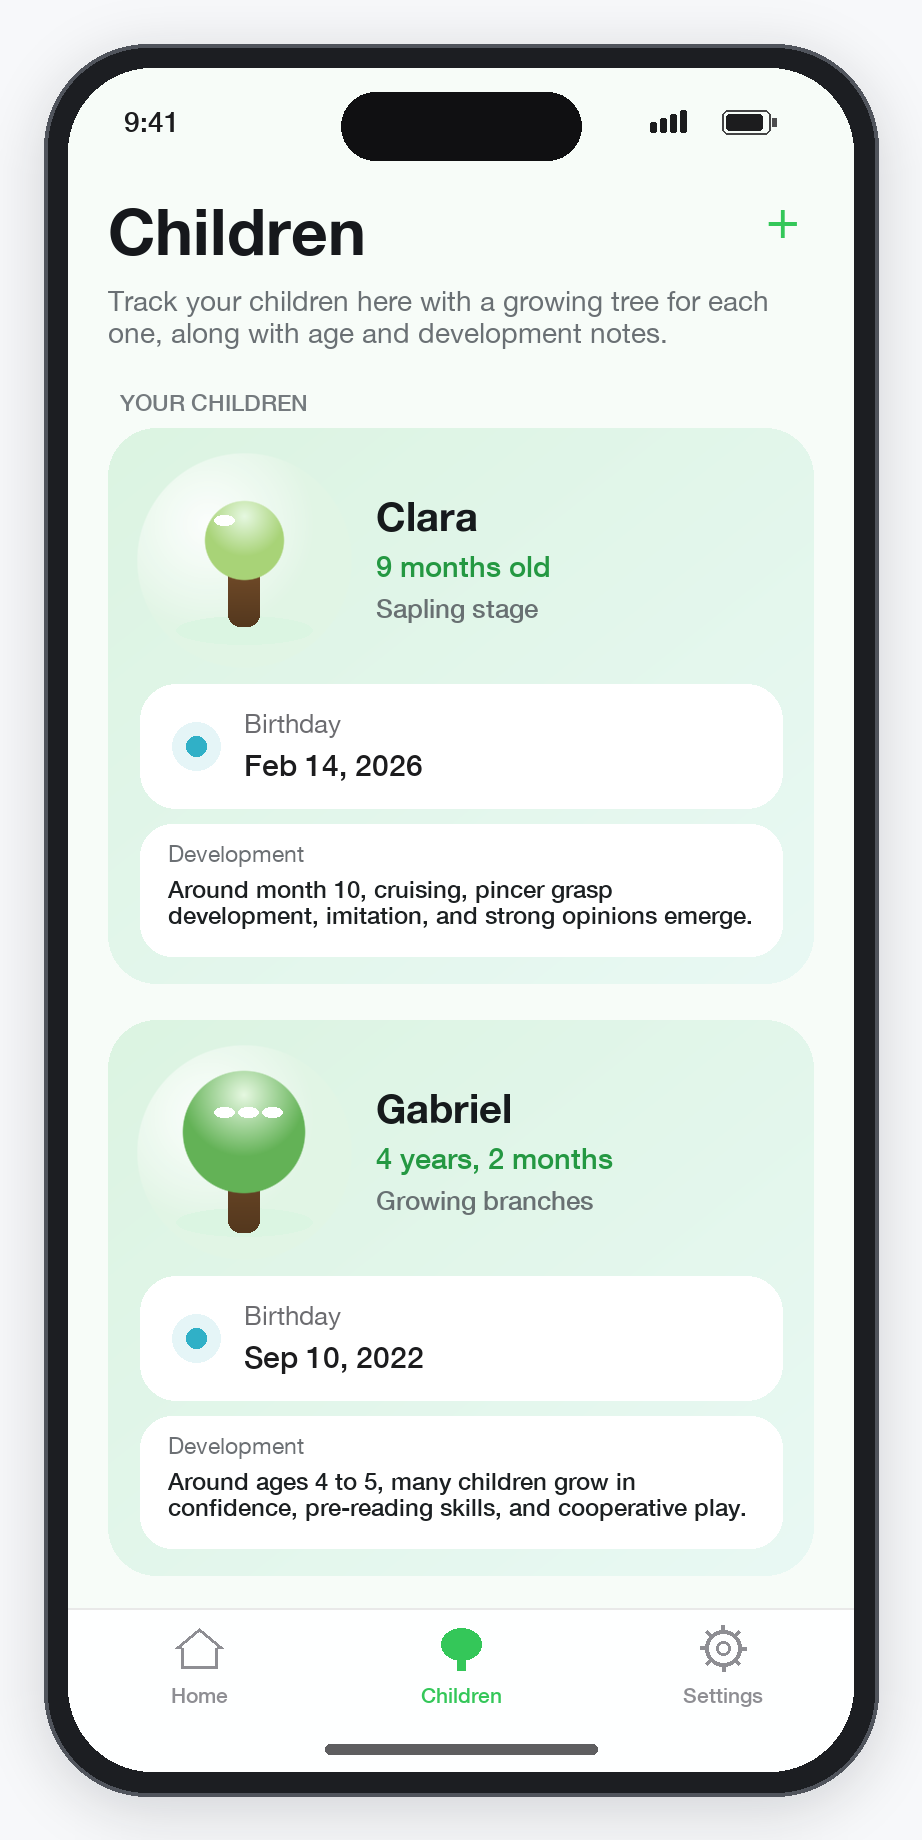 9:41
Children
+
Track your children here with a growing tree for each
one, along with age and development notes.
YOUR CHILDREN
Clara
9 months old
Sapling stage
Birthday
Feb 14, 2026
Development
Around month 10, cruising, pincer grasp
development, imitation, and strong opinions emerge.
Gabriel
4 years, 2 months
Growing branches
Birthday
Sep 10, 2022
Development
Around ages 4 to 5, many children grow in
confidence, pre-reading skills, and cooperative play.
Home
Children
Settings